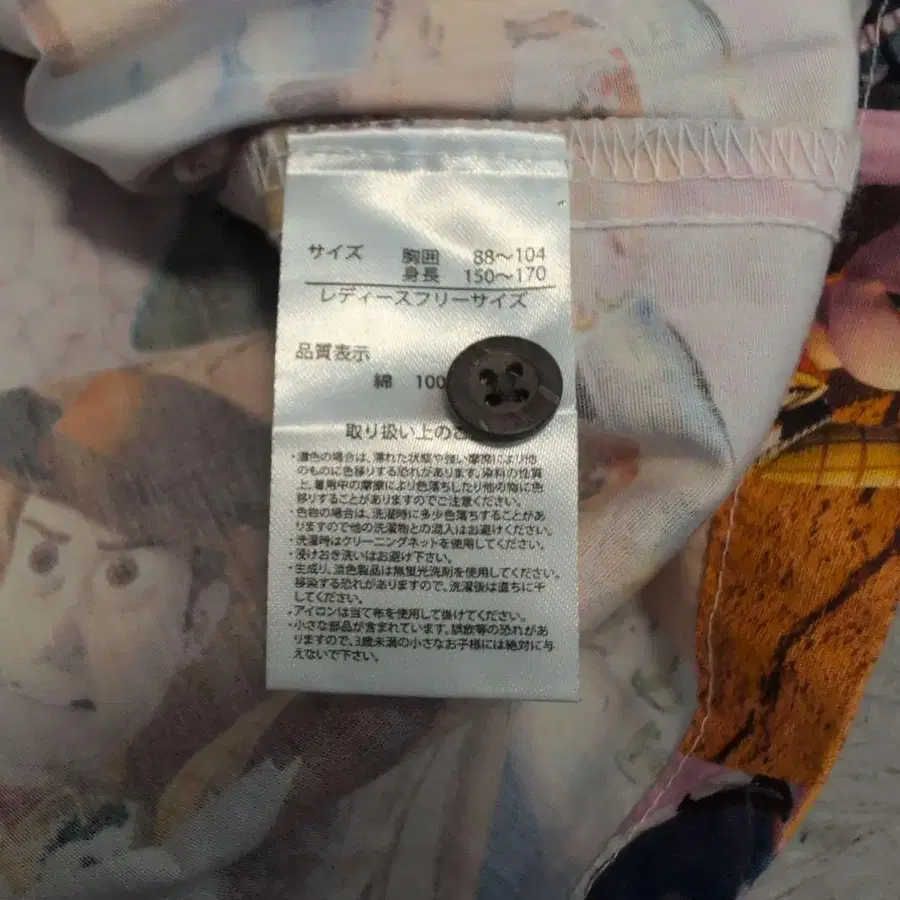 サイズ 胸囲 88～104
身長 150～170
レディースフリーサイズ
品質表示
綿 100
取り扱い上のご
・濃色の場合は、濡れた状態や強い摩擦により他
のものに色移りする恐れがあります。染料の性質
上、着用中の摩擦により色落ちしたり他の物に色
移りすることがありますのでご注意ください。
・色物の場合は、洗濯時に多少色落ちすることがあ
りますので他の洗濯物との混入はお避けください。
・洗濯時はクリーニングネットを使用してください。
・浸けおき洗いはお避け下さい。
・生成り、淡色製品は無蛍光洗剤を使用してください。
移染する恐れがありますので、洗濯後は直ちに干
してください。
・アイロンは当て布を使用して掛けてください。
・小さな部品が含まれています。誤飲等の恐れがあ
りますので、3歳未満の小さなお子様には絶対に与
えないで下さい。